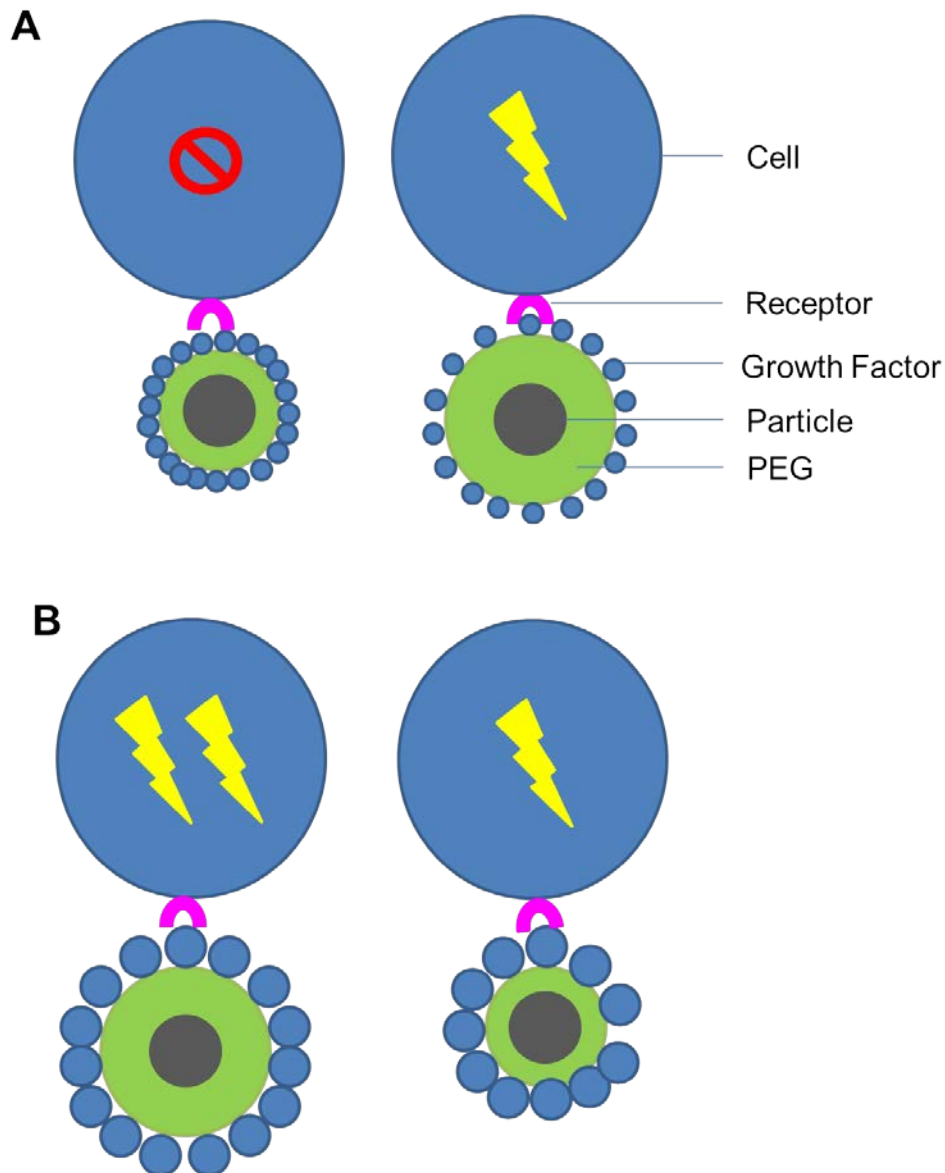 A
Cell
Receptor
Growth Factor
Particle
PEG
B